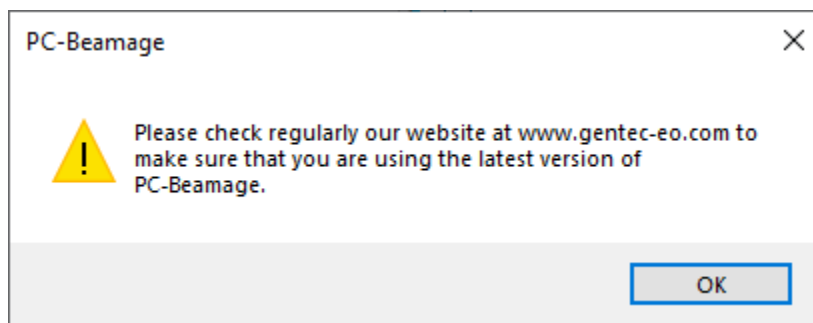 PC-Beamage
Please check regularly our website at www.gentec-eo.com to
make sure that you are using the latest version of
PC-Beamage.
OK